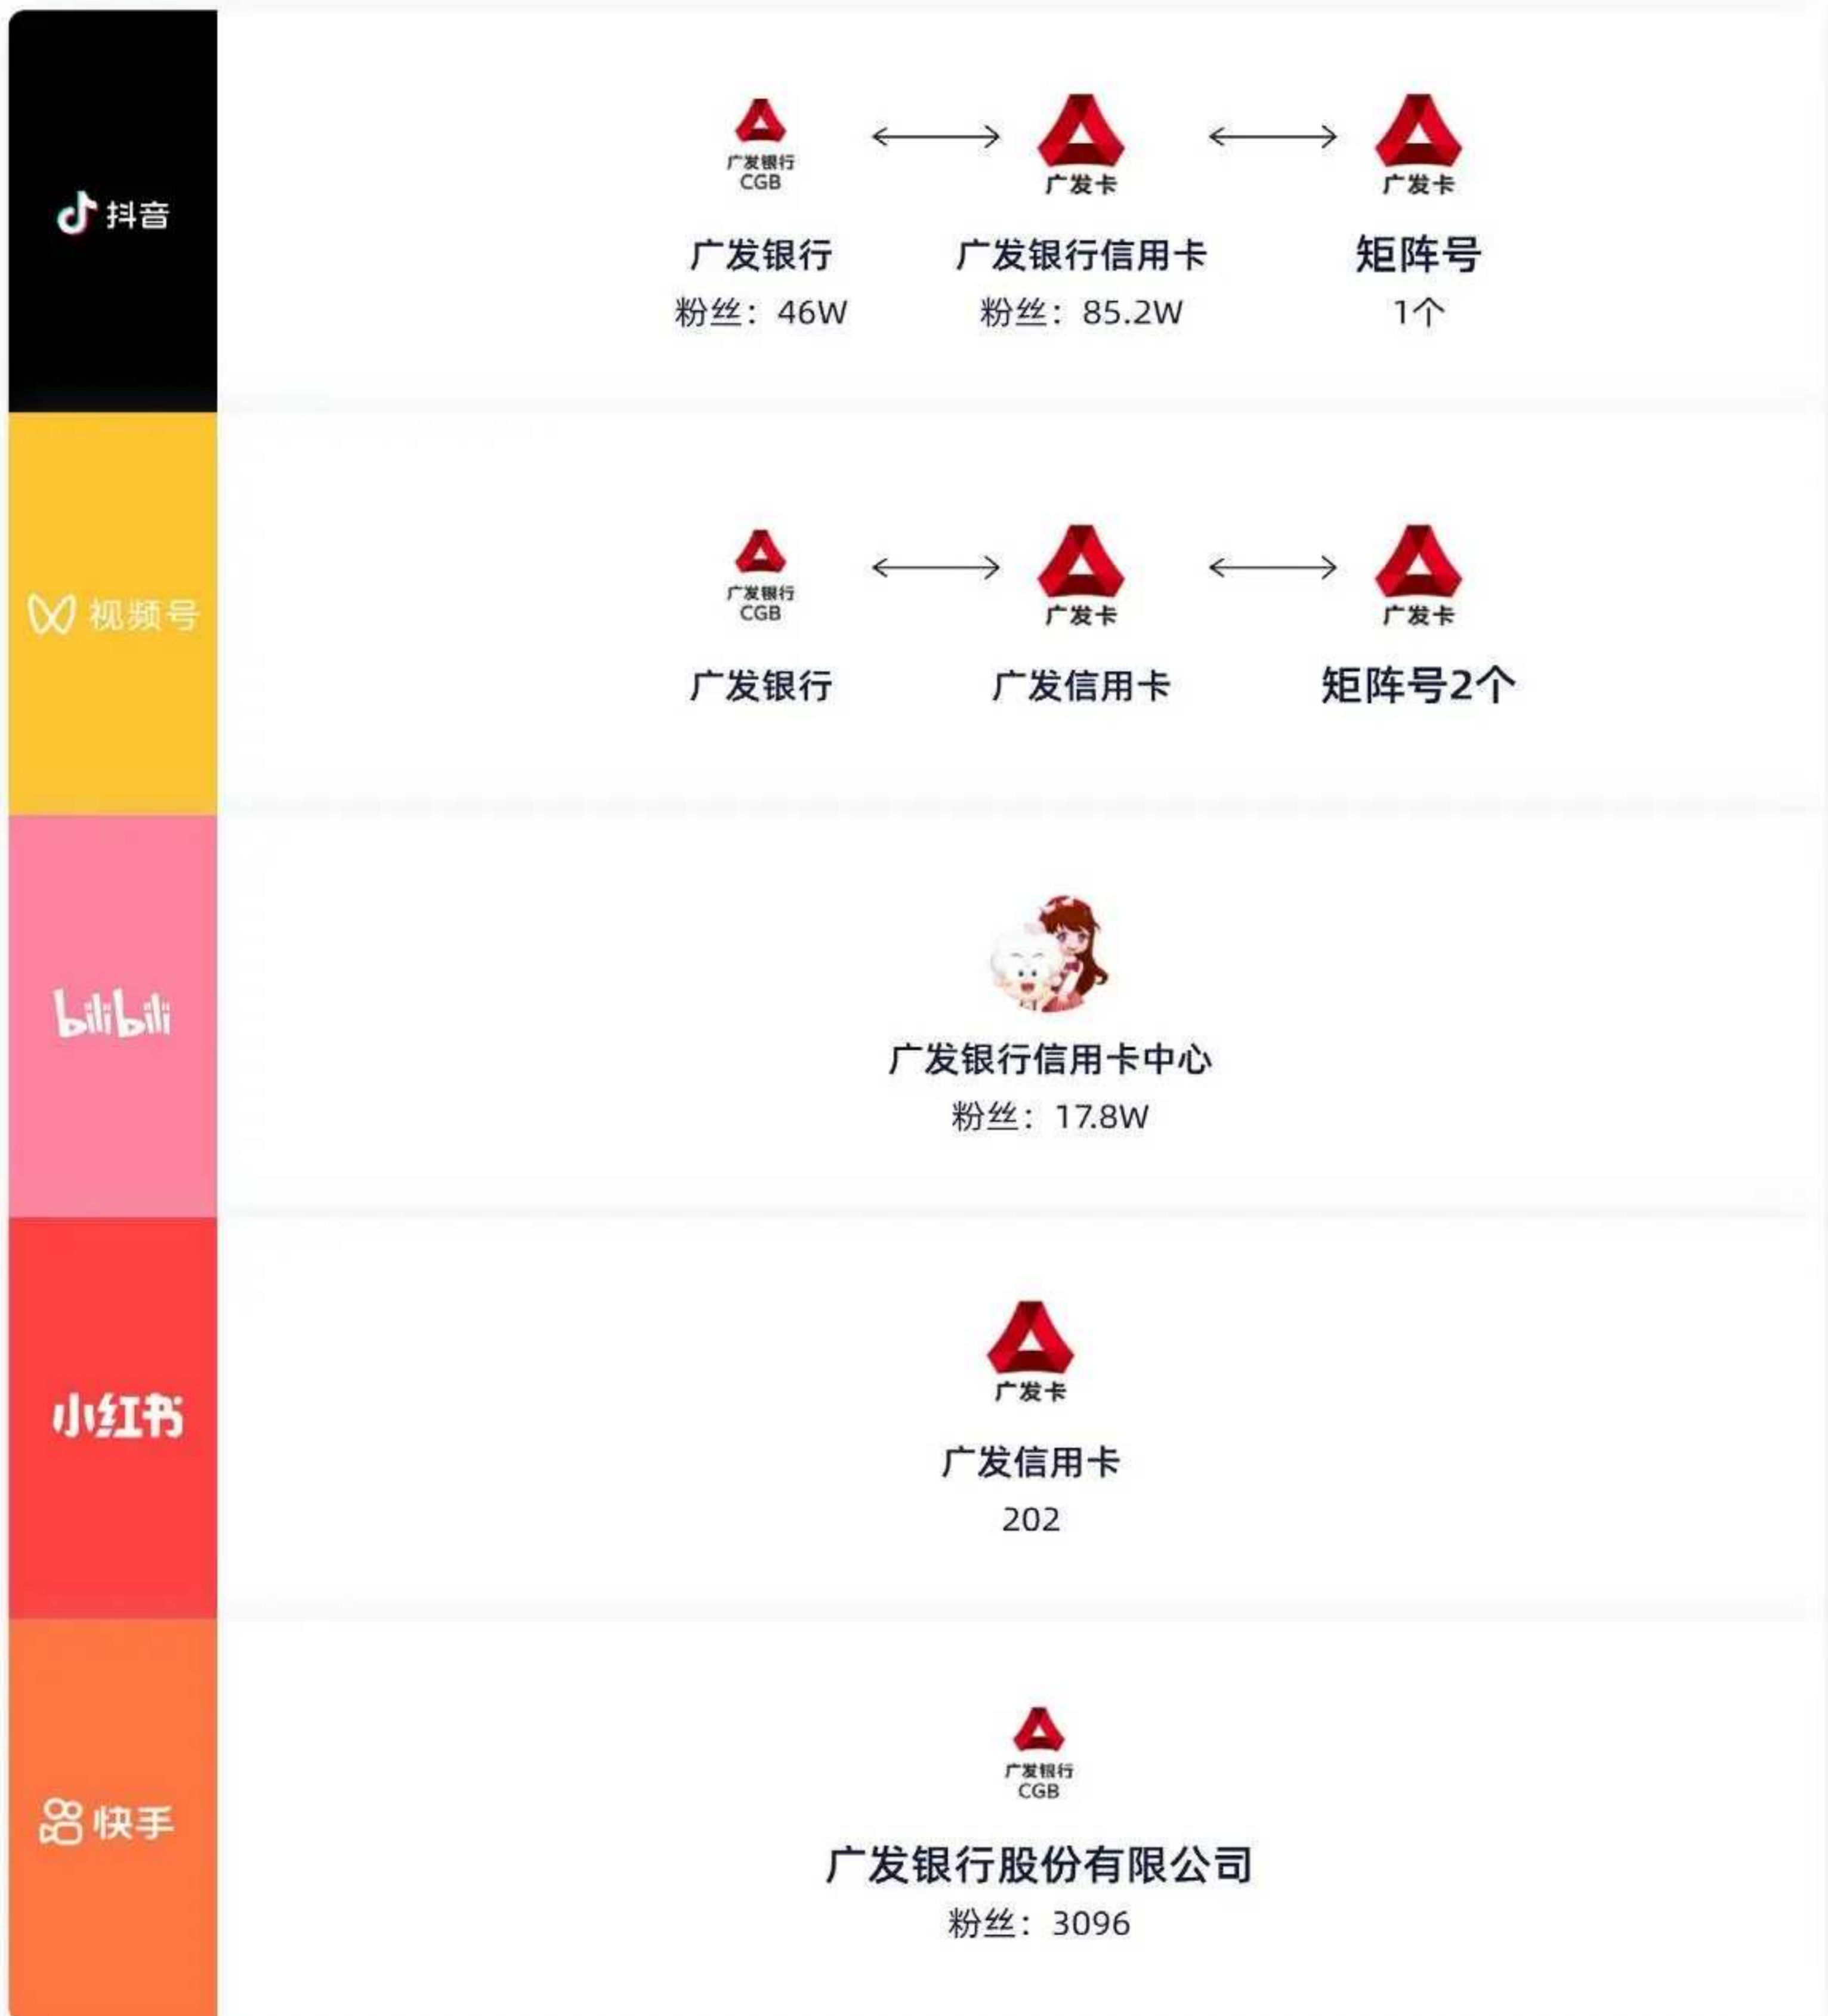 抖音
广发银行
CGB
广发卡
广发卡
广发银行
广发银行信用卡
矩阵号
粉丝：46W
粉丝：85.2W
1个
视频号
广发银行
CGB
广发卡
广发卡
广发银行
广发信用卡
矩阵号2个
bilibili
广发银行信用卡中心
粉丝：17.8W
小红书
广发卡
广发信用卡
202
快手
广发银行
CGB
广发银行股份有限公司
粉丝：3096